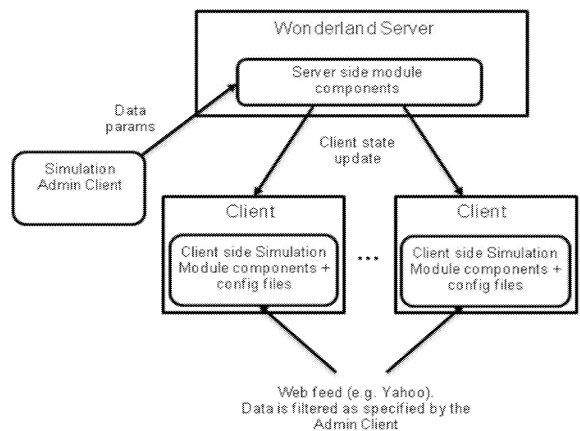 Wonderland Server
Server side module
components
Data
params
Client state
update
Simulation
Admin Client
Client
Client side Simulation
Module components +
config files
...
Client
Client side Simulation
Module components +
config files
Web feed (e.g. Yahoo).
Data is filtered as specified by the
Admin Client